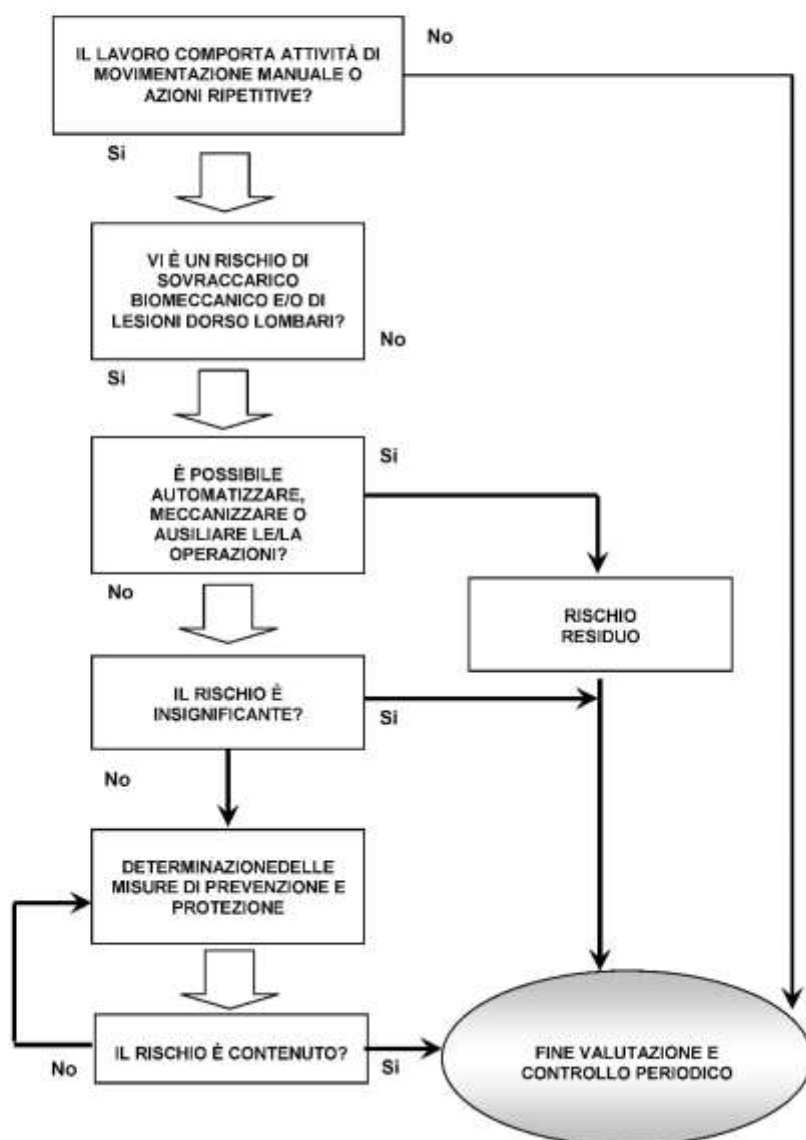 IL LAVORO COMPORTA ATTIVITÀ DI
MOVIMENTAZIONE MANUALE O
AZIONI RIPETITIVE?
No
Si
VI È UN RISCHIO DI
SOVRACCARICO
BIOMECCANICO E/O DI
LESIONI DORSO LOMBARI?
No
Si
È POSSIBILE
AUTOMATIZZARE,
MECCANIZZARE O
AUSILIARE LE/LA
OPERAZIONI?
Si
No
RISCHIO
RESIDUO
IL RISCHIO È
INSIGNIFICANTE?
Si
No
DETERMINAZIONEDELLE
MISURE DI PREVENZIONE E
PROTEZIONE
IL RISCHIO È CONTENUTO?
No
Si
FINE VALUTAZIONE E
CONTROLLO PERIODICO